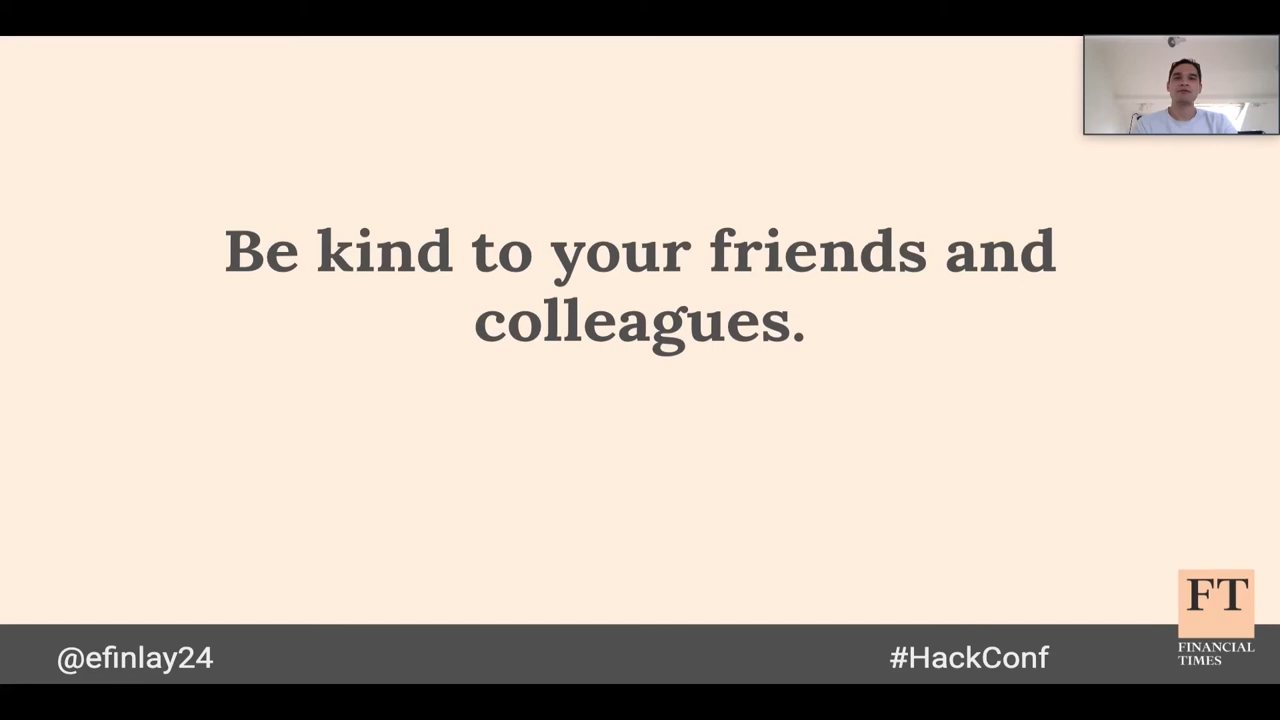 Be kind to your friends and
colleagues.
FT
FINANCIAL
TIMES
@efinlay24
#HackConf